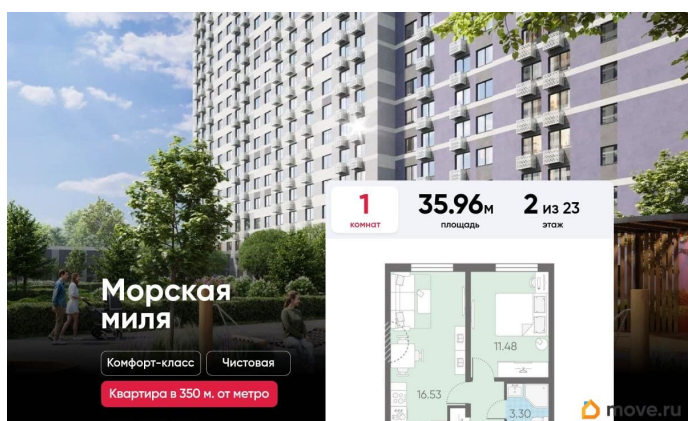 1
комнат
35.96м
площадь
2 из 23
этаж
Морская
миля
Комфорт-класс
Чистовая
Квартира в 350 м. от метро
11.48
16.53
3.30
move.ru